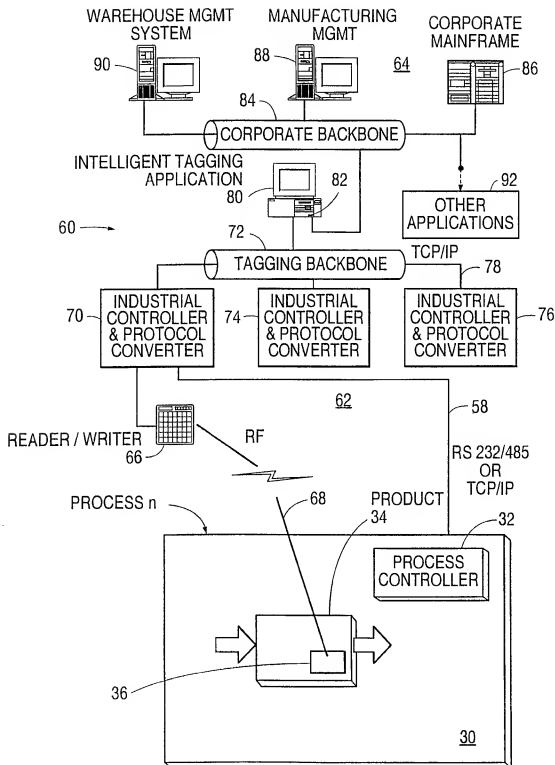 WAREHOUSE MGMT
SYSTEM
90
MANUFACTURING
MGMT
88
64
CORPORATE
MAINFRAME
86
84
CORPORATE BACKBONE
INTELLIGENT TAGGING
APPLICATION
80
82
92
OTHER
APPLICATIONS
60
72
TAGGING BACKBONE
TCP/IP
78
70
INDUSTRIAL
CONTROLLER
& PROTOCOL
CONVERTER
74
INDUSTRIAL
CONTROLLER
& PROTOCOL
CONVERTER
INDUSTRIAL
CONTROLLER
& PROTOCOL
CONVERTER
76
62
58
READER / WRITER
66
RF
RS 232/485
OR
TCP/IP
PROCESS n
68
PRODUCT
34
32
PROCESS
CONTROLLER
36
30